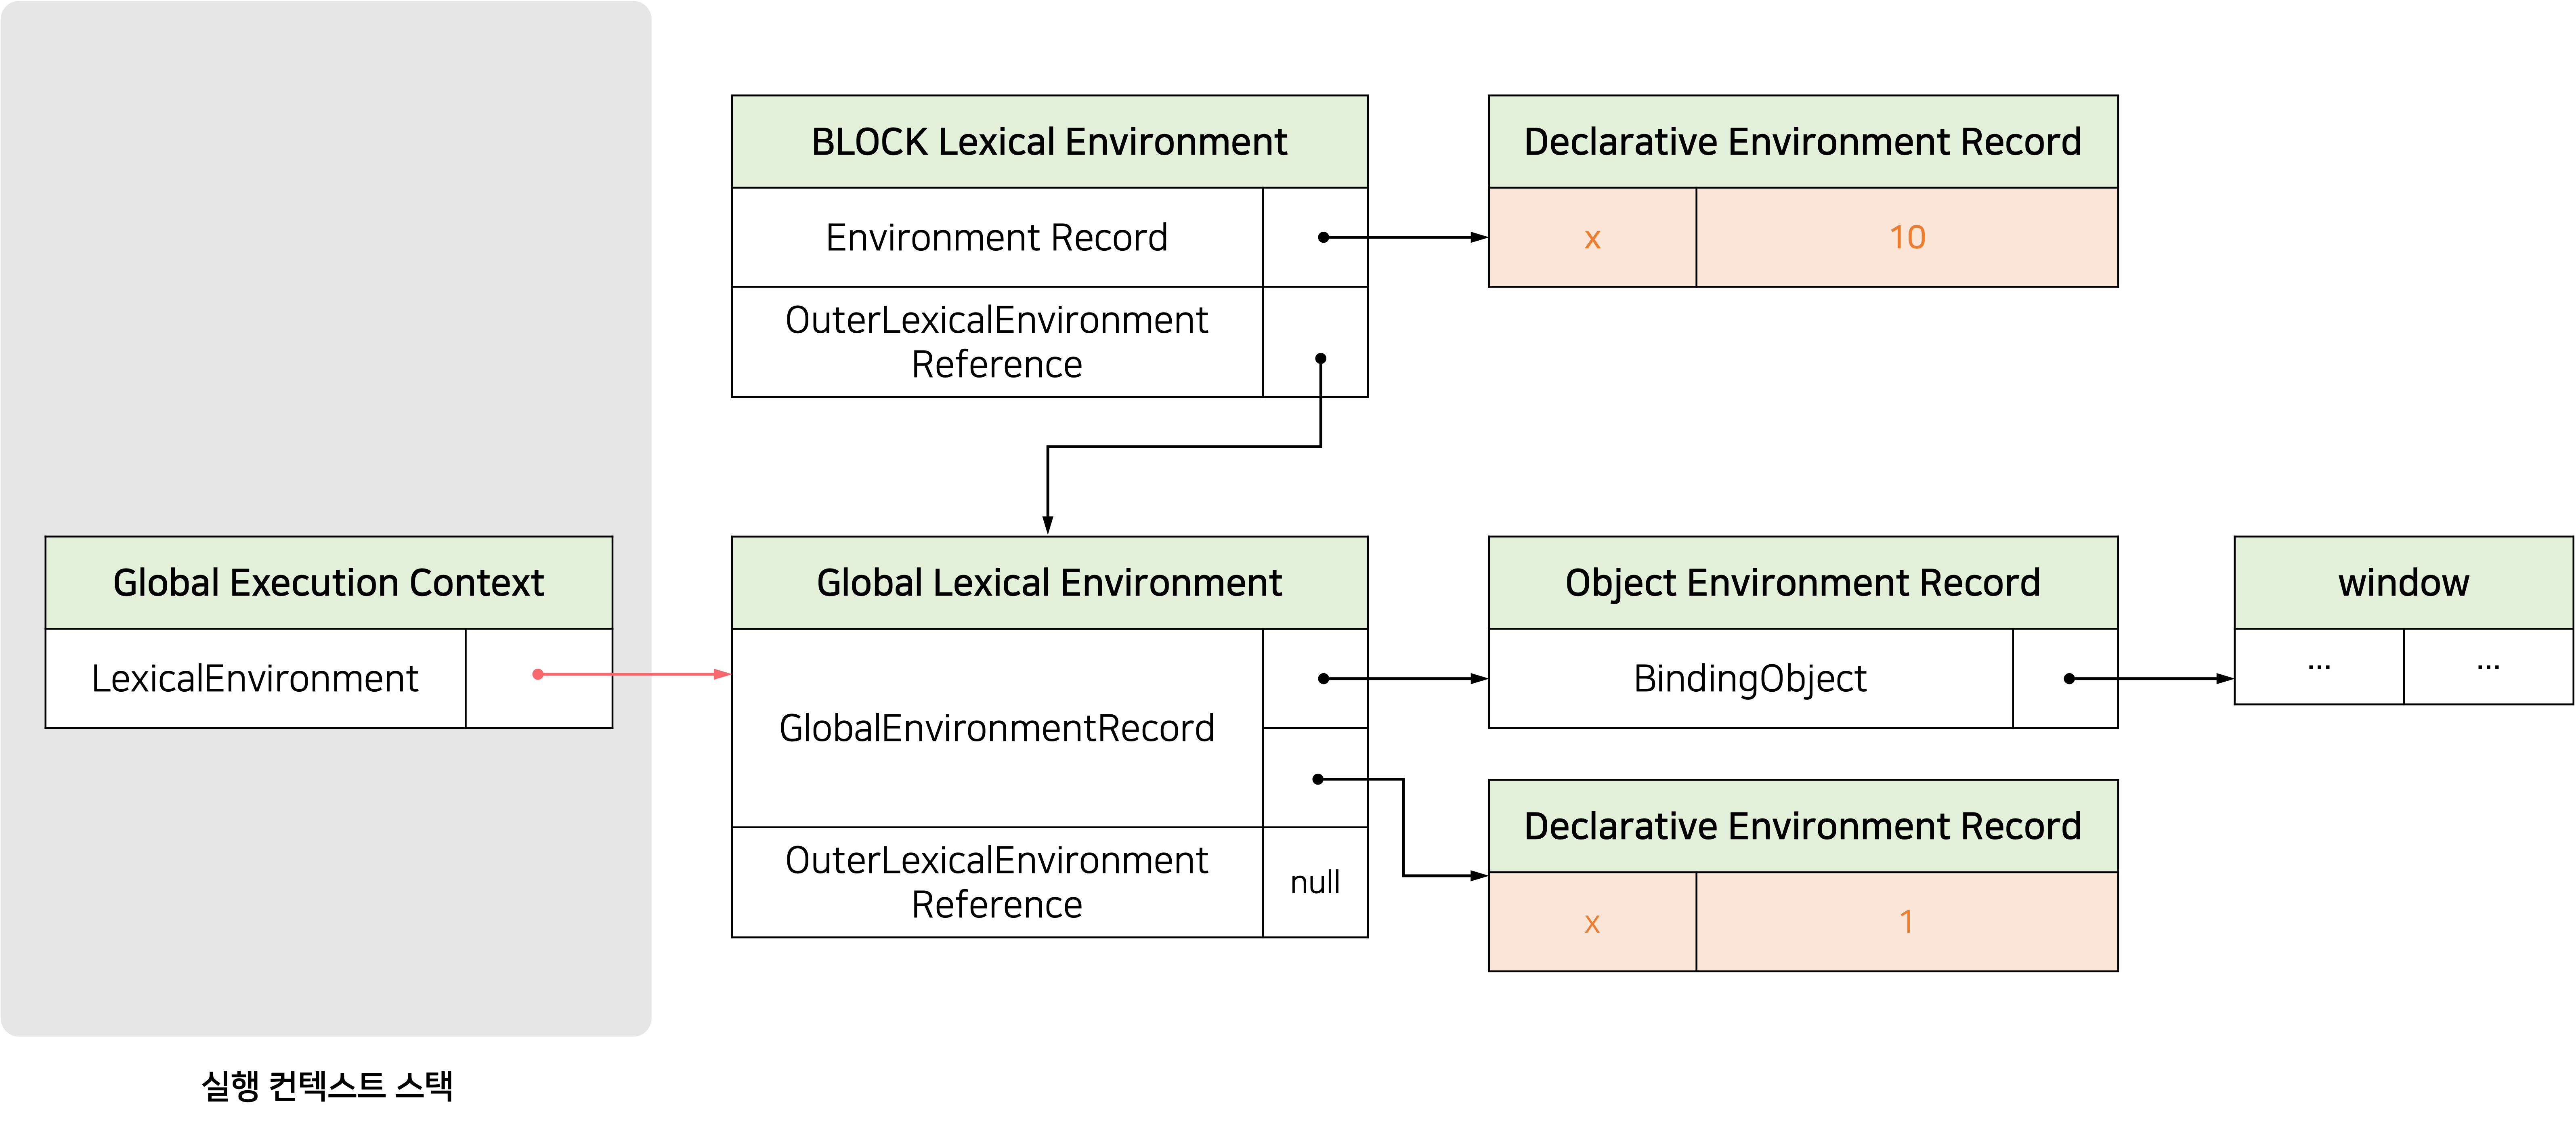 BLOCK Lexical Environment
Environment Record
OuterLexicalEnvironment
Reference
Declarative Environment Record
x
10
Global Execution Context
LexicalEnvironment
Global Lexical Environment
GlobalEnvironmentRecord
OuterLexicalEnvironment
Reference
null
Object Environment Record
BindingObject
window
...
...
Declarative Environment Record
x
1
실행 컨텍스트 스택